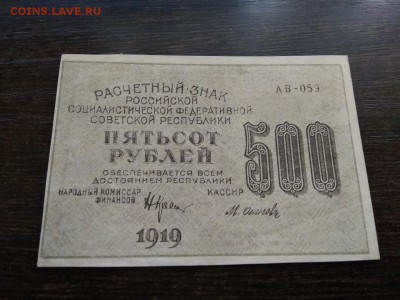 COINS.LAVE.RU
РАСЧЕТНЫЙ ЗНАК
АВ-059
РОССИЙСКОЙ
СОЦИАЛИСТИЧЕСКОЙ ФЕДЕРАТИВНОЙ
СОВЕТСКОЙ РЕСПУБЛИКИ
ПЯТЬСОТ
РУБЛЕЙ
500
ОБЕСПЕЧИВАЕТСЯ ВСЕМ
ДОСТОЯНИЕМ РЕСПУБЛИКИ
НАРОДНЫЙ КОМИССАР
ФИНАНСОВ
КАССИР
1919